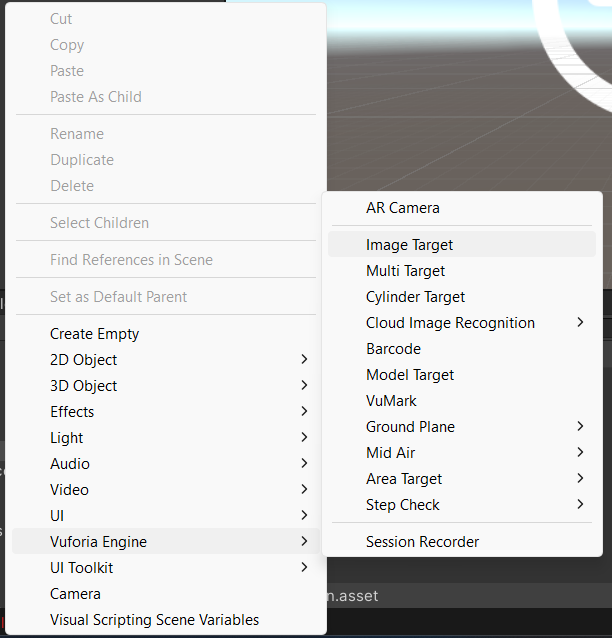 Cut
Copy
Paste
Paste As Child
Rename
Duplicate
Delete
Select Children
Find References in Scene
Set as Default Parent
Create Empty
2D Object
3D Object
Effects
Light
Audio
Video
UI
Vuforia Engine
UI Toolkit
Camera
Visual Scripting Scene Variables
AR Camera
Image Target
Multi Target
Cylinder Target
Cloud Image Recognition
Barcode
Model Target
VuMark
Ground Plane
Mid Air
Area Target
Step Check
Session Recorder
n.asset